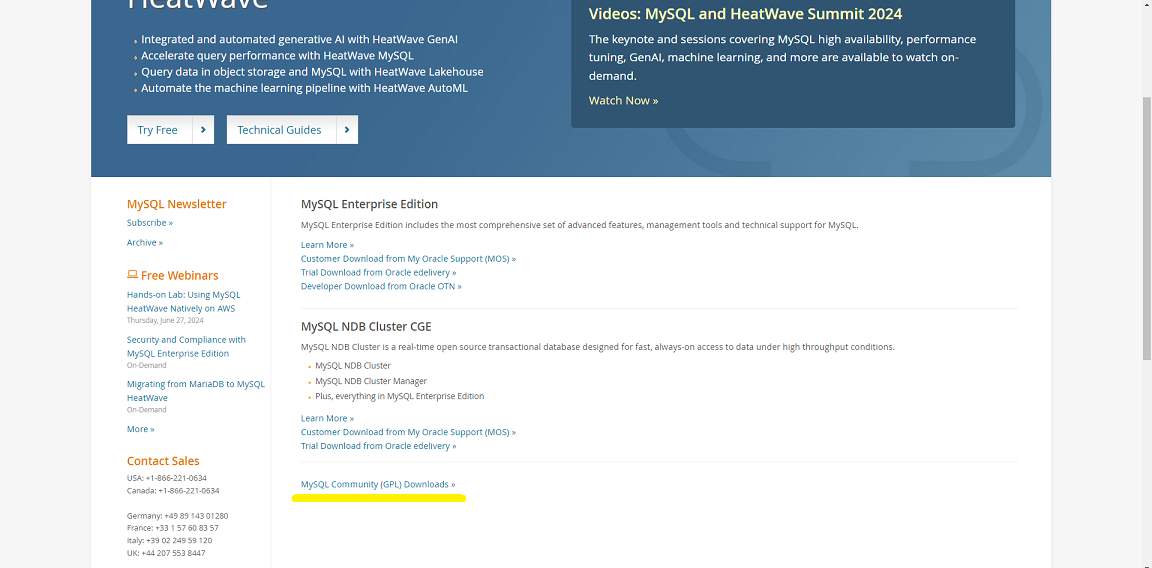 HeatWave
Integrated and automated generative AI with HeatWave GenAI
Accelerate query performance with HeatWave MySQL
Query data in object storage and MySQL with HeatWave Lakehouse
Automate the machine learning pipeline with HeatWave AutoML
Try Free
Technical Guides
Videos: MySQL and HeatWave Summit 2024
The keynote and sessions covering MySQL high availability, performance
tuning, GenAI, machine learning, and more are available to watch on-
demand.
Watch Now »
MySQL Newsletter
Subscribe »
Archive »
Free Webinars
Hands-on Lab: Using MySQL
HeatWave Natively on AWS
Thursday, June 27, 2024
Security and Compliance with
MySQL Enterprise Edition
On-Demand
Migrating from MariaDB to MySQL
HeatWave
On-Demand
More »
Contact Sales
USA: +1-866-221-0634
Canada: +1-866-221-0634
Germany: +49 89 143 01280
France: +33 1 57 60 83 57
Italy: +39 02 249 59 120
UK: +44 207 553 8447
MySQL Enterprise Edition
MySQL Enterprise Edition includes the most comprehensive set of advanced features, management tools and technical support for MySQL.
Learn More »
Customer Download from My Oracle Support (MOS) »
Trial Download from Oracle edelivery »
Developer Download from Oracle OTN »
MySQL NDB Cluster CGE
MySQL NDB Cluster is a real-time open source transactional database designed for fast, always-on access to data under high throughput conditions.
MySQL NDB Cluster
MySQL NDB Cluster Manager
Plus, everything in MySQL Enterprise Edition
Learn More »
Customer Download from My Oracle Support (MOS) »
Trial Download from Oracle edelivery »
MySQL Community (GPL) Downloads »